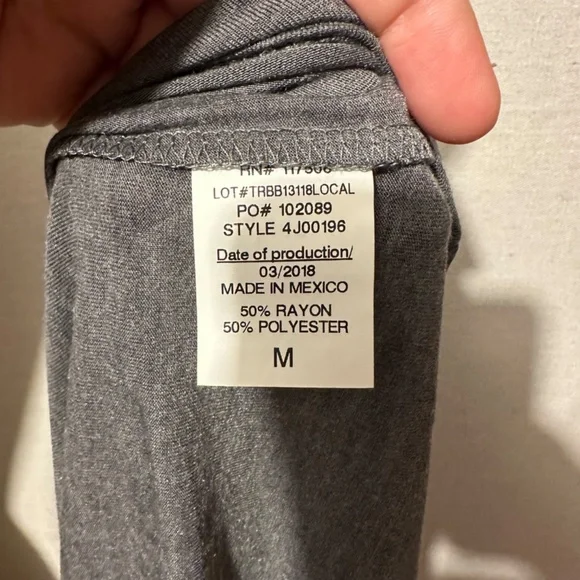 RN# 117506
LOT#TRBB13118LOCAL
PO# 102089
STYLE 4J00196
Date of production/
03/2018
MADE IN MEXICO
50% RAYON
50% POLYESTER
M